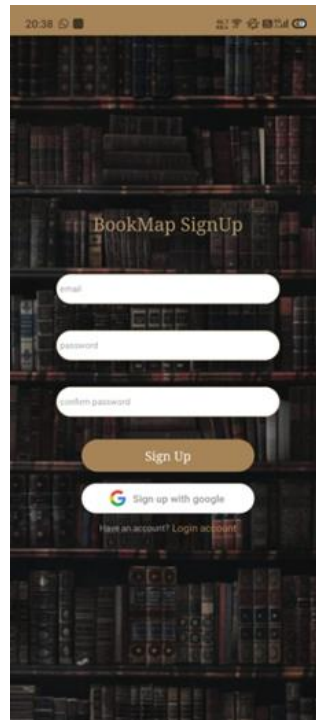 20:38
BookMap SignUp
email
password
confirm password
Sign Up
Sign up with google
Have an account? Login account